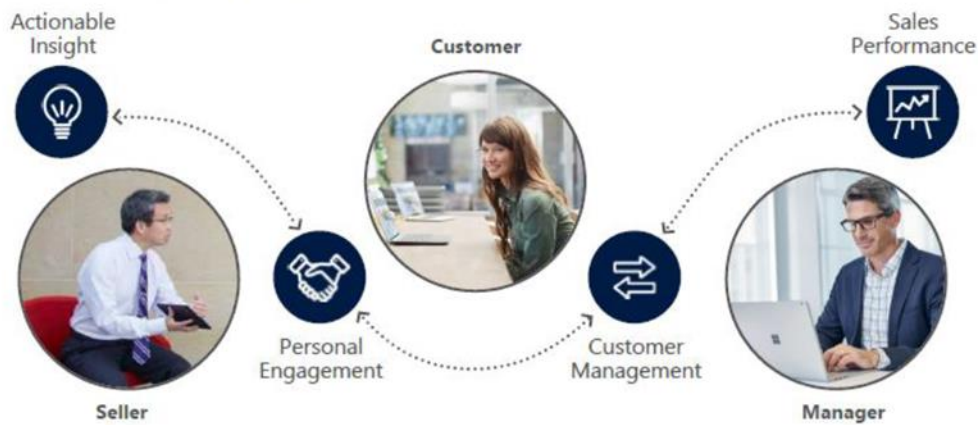 Actionable
Insight
Customer
Sales
Performance
Personal
Engagement
Customer
Management
Seller
Manager